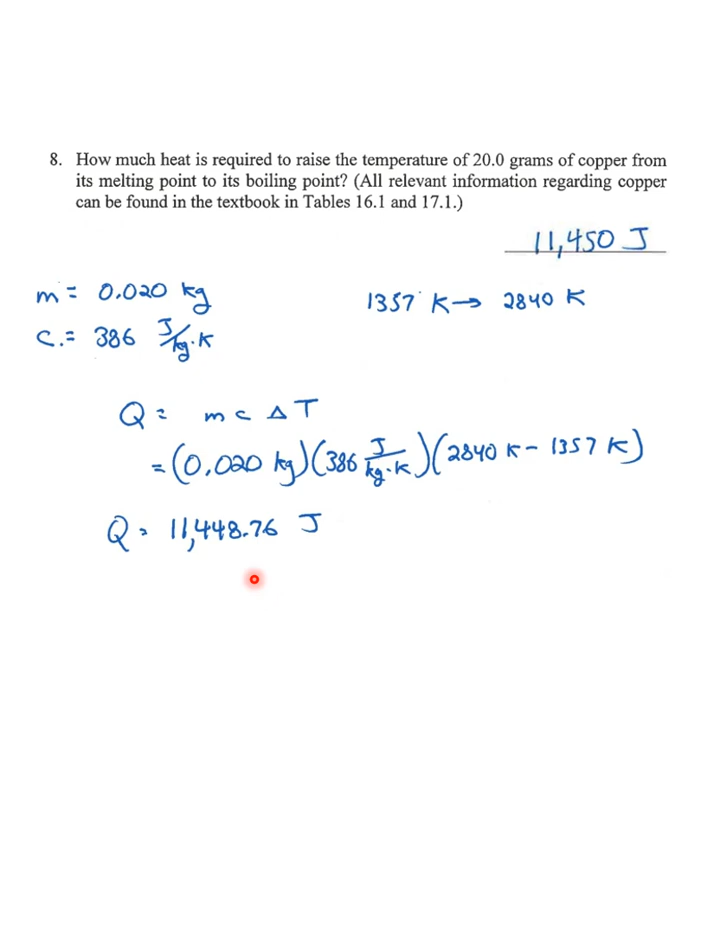 8. How much heat is required to raise the temperature of 20.0 grams of copper from
its melting point to its boiling point? (All relevant information regarding copper
can be found in the textbook in Tables 16.1 and 17.1.)
11,450 J
m = 0.020 kg
1357 K → 2840 K
c = 386 J/kg·K
Q = m c Δ T
= (0.020 kg)(386 J/kg·K)(2840 K - 1357 K)
Q = 11,448.76 J